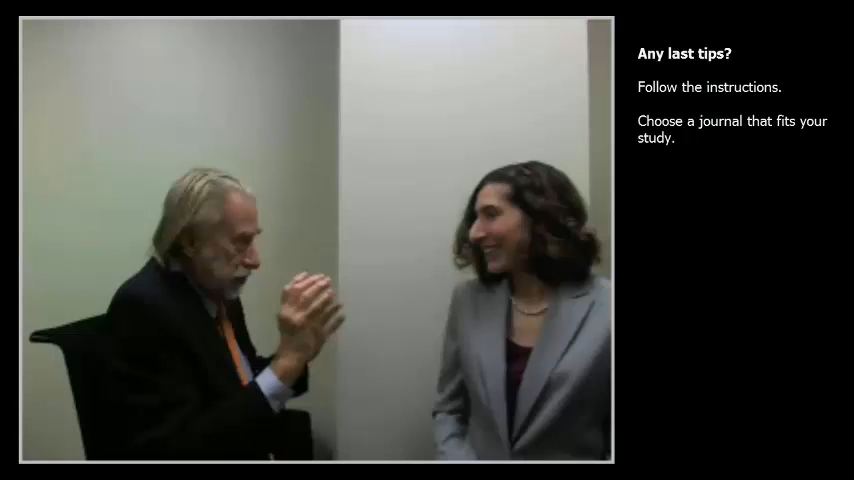 Any last tips?
Follow the instructions.
Choose a journal that fits your
study.